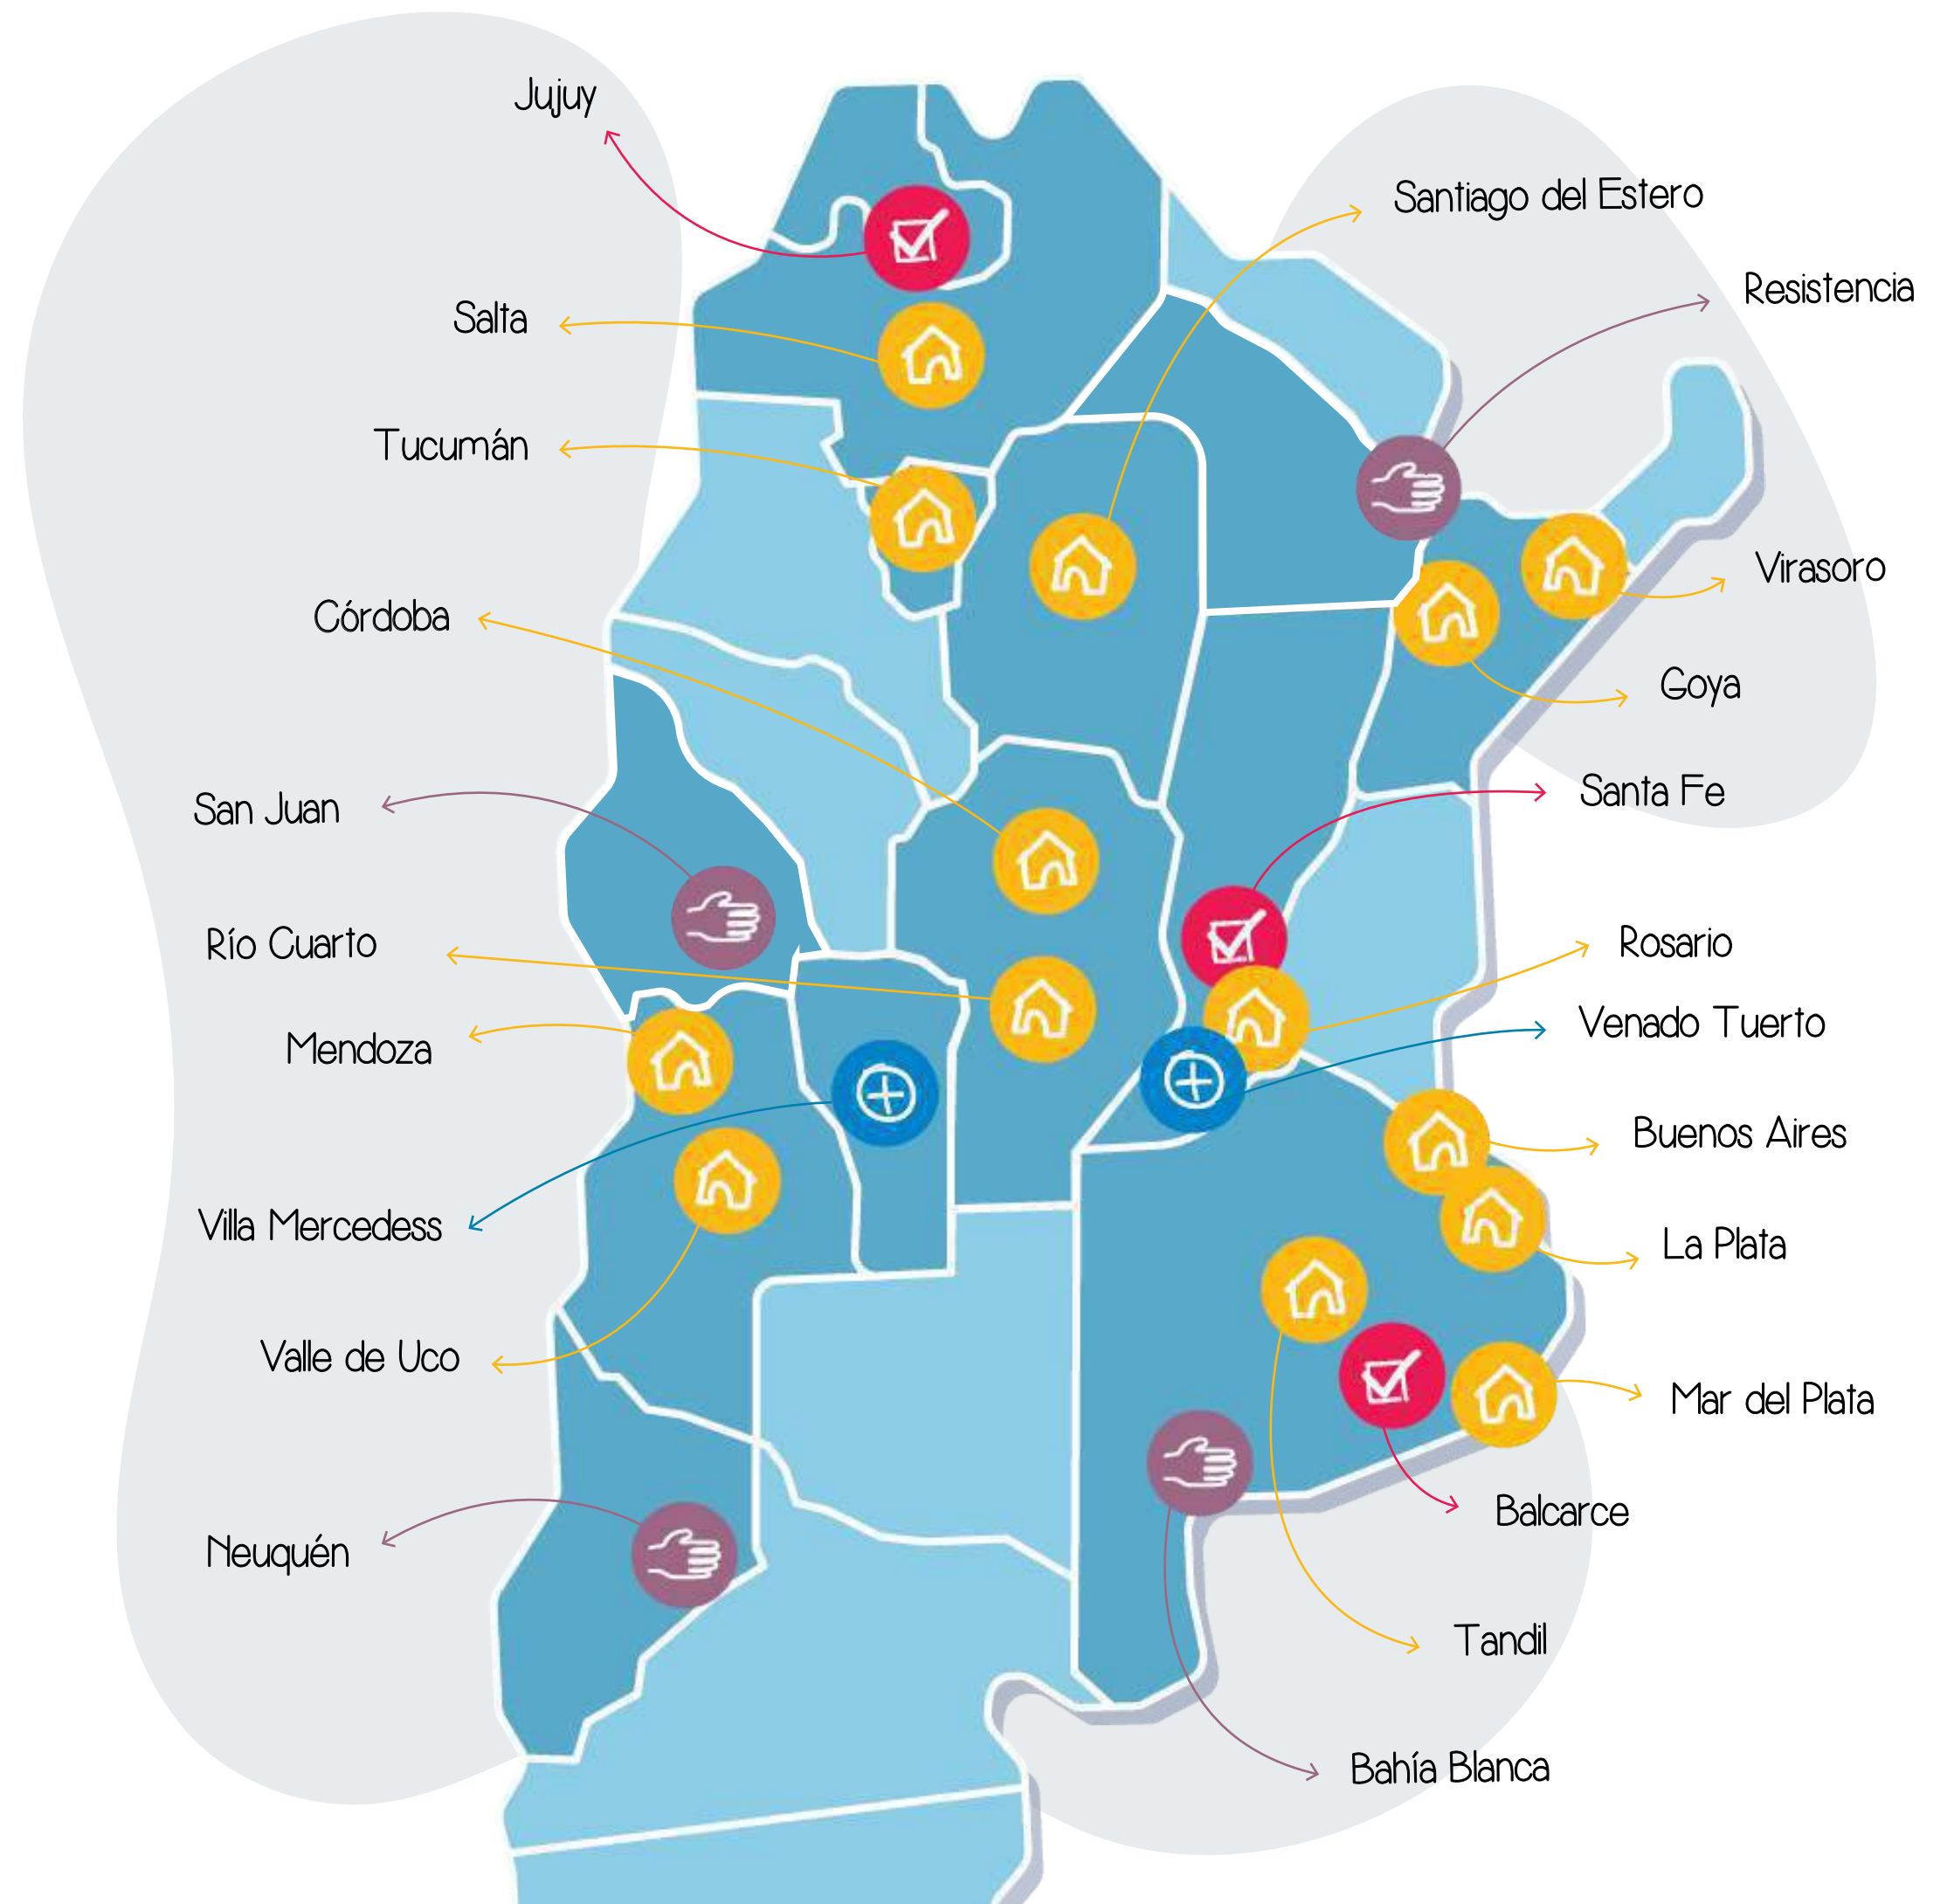 Jujuy
Santiago del Estero
Resistencia
Salta
Tucumán
Virasoro
Córdoba
Goya
Santa Fe
San Juan
Río Cuarto
Rosario
Venado Tuerto
Mendoza
Buenos Aires
Villa Mercedess
La Plata
Valle de Uco
Mar del Plata
Balcarce
Neuquén
Tandil
Bahía Blanca